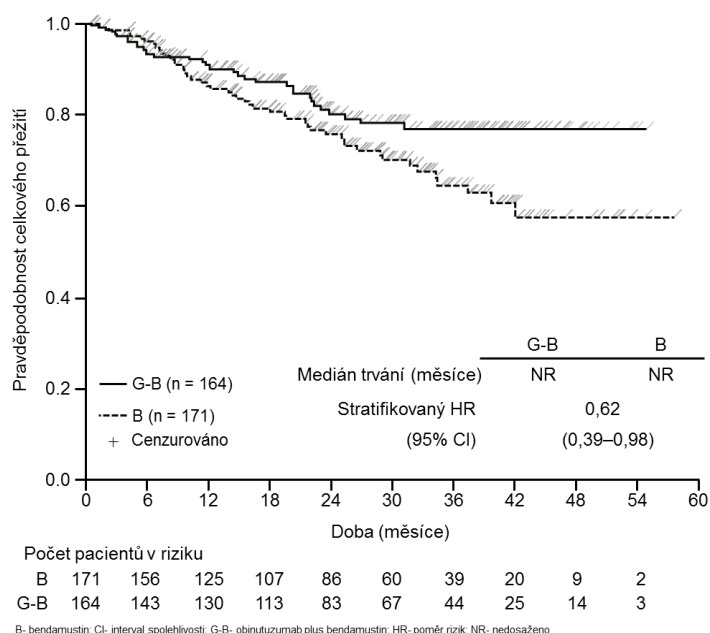 Pravděpodobnost celkového přežití
1.0
0.8
0.6
0.4
0.2
0.0
G-B (n = 164)
B (n = 171)
Cenzurováno
G-B B
Medián trvání (měsíce) NR NR
Stratifikovaný HR 0,62
(95% CI) (0,39–0,98)
0 6 12 18 24 30 36 42 48 54 60
Doba (měsíce)
Počet pacientů v riziku
B 171 156 125 107 86 60 39 20 9 2
G-B 164 143 130 113 83 67 44 25 14 3
B- bendamustin; CI- interval spolehlivosti; G-B- obinutuzumab plus bendamustin; HR- poměr rizik; NR- nedosaženo